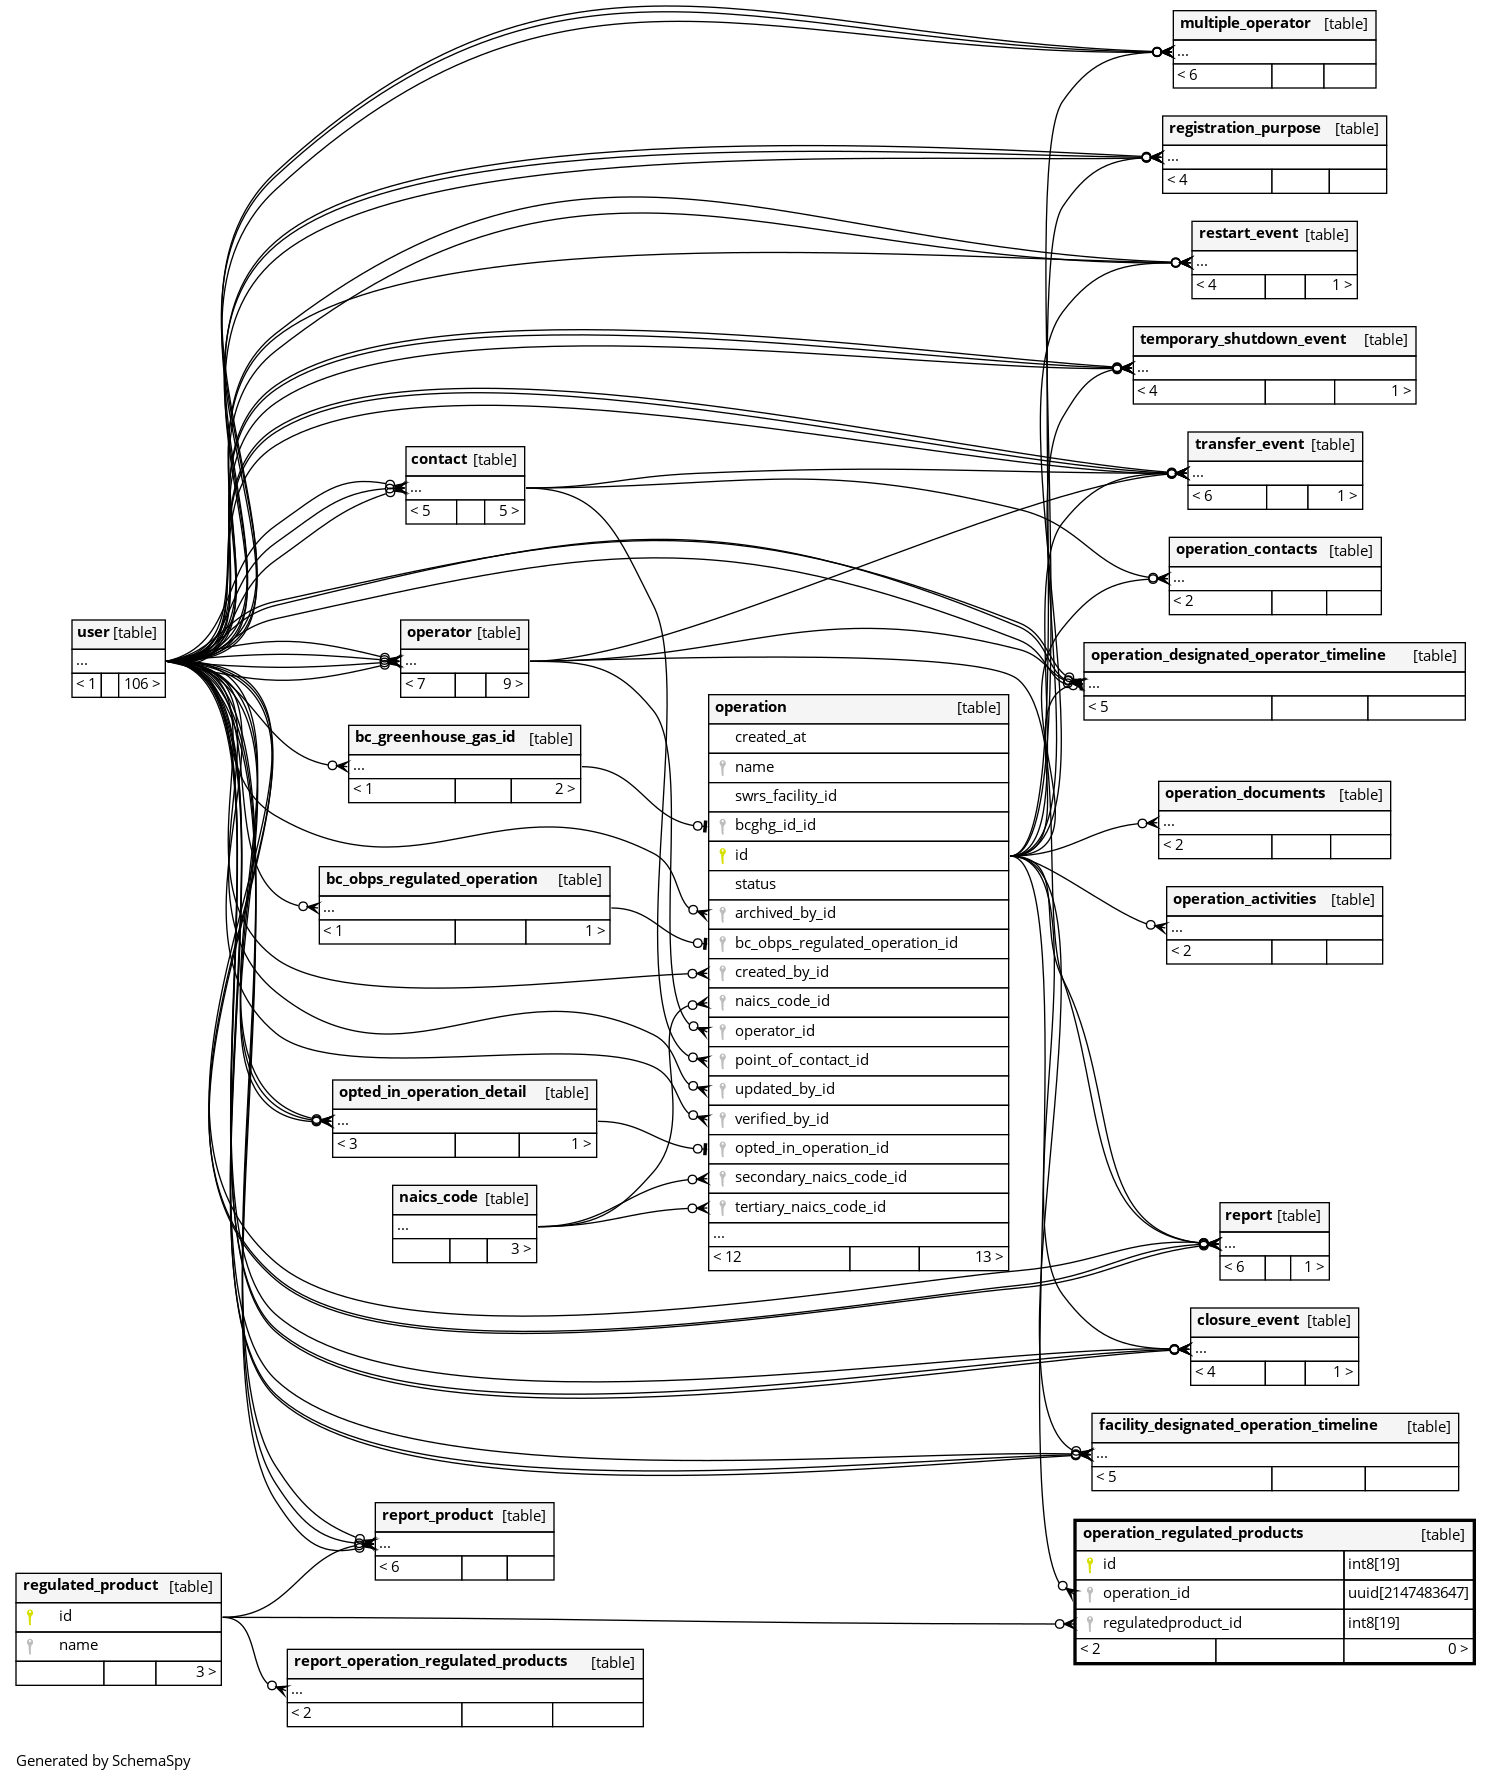 multiple_operator [table]
...
< 6
registration_purpose [table]
...
< 4
restart_event [table]
...
< 4 1 >
temporary_shutdown_event [table]
...
< 4 1 >
transfer_event [table]
...
< 6 1 >
contact [table]
...
< 5 5 >
operation_contacts [table]
...
< 2
user [table]
...
< 1 106 >
operator [table]
...
< 7 9 >
operation_designated_operator_timeline [table]
...
< 5
bc_greenhouse_gas_id [table]
...
< 1 2 >
operation [table]
created_at
name
swrs_facility_id
bcghg_id_id
id
status
archived_by_id
bc_obps_regulated_operation_id
created_by_id
naics_code_id
operator_id
point_of_contact_id
updated_by_id
verified_by_id
opted_in_operation_id
secondary_naics_code_id
tertiary_naics_code_id
...
< 12 13 >
operation_documents [table]
...
< 2
bc_obps_regulated_operation [table]
...
< 1 1 >
operation_activities [table]
...
< 2
opted_in_operation_detail [table]
...
< 3 1 >
naics_code [table]
...
3 >
report [table]
...
< 6 1 >
closure_event [table]
...
< 4 1 >
facility_designated_operation_timeline [table]
...
< 5
report_product [table]
...
< 6
operation_regulated_products [table]
id int8[19]
operation_id uuid[2147483647]
regulatedproduct_id int8[19]
< 2 0 >
regulated_product [table]
id
name
3 >
report_operation_regulated_products [table]
...
< 2
Generated by SchemaSpy